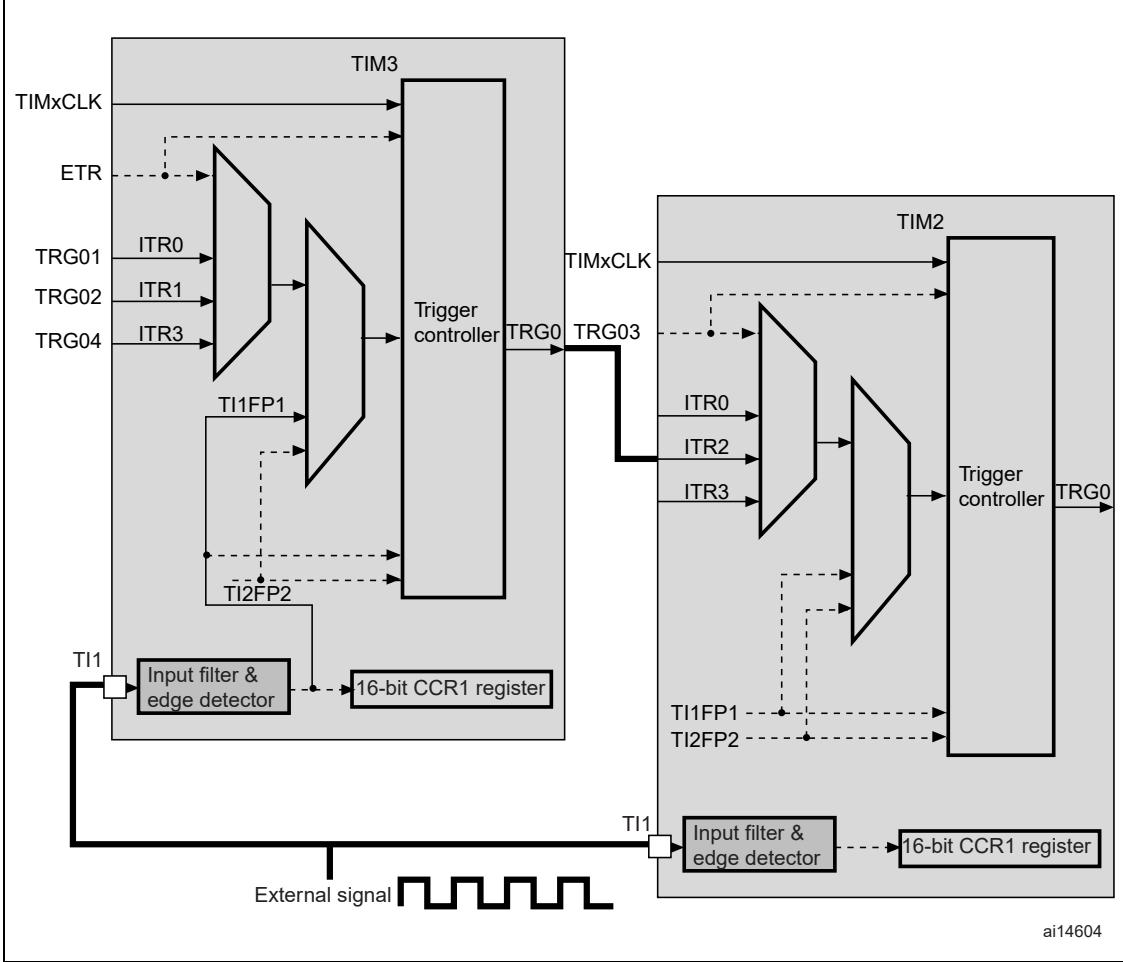 TIM3
TIMxCLK
ETR
TRG01
ITR0
TRG02
ITR1
TRG04
ITR3
Trigger
controller
TRG0
TI1FP1
TI2FP2
TI1
Input filter &
edge detector
16-bit CCR1 register
TIM2
TIMxCLK
TRG03
ITR0
ITR2
ITR3
Trigger
controller
TRG0
TI1FP1
TI2FP2
TI1
Input filter &
edge detector
16-bit CCR1 register
External signal
ai14604